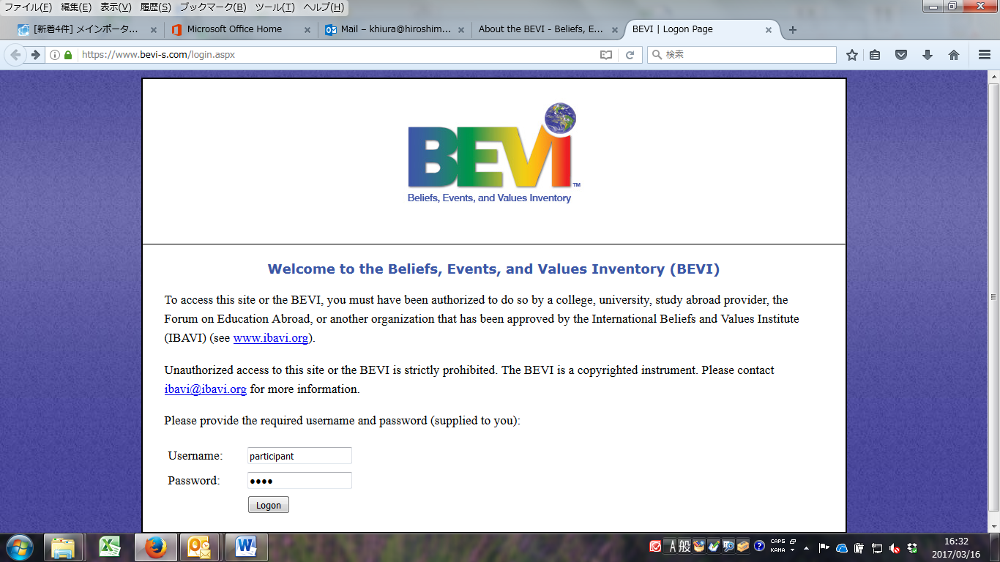 ファイル(F) 編集(E) 表示(V) 履歴(S) ブックマーク(B) ツール(T) ヘルプ(H)
[新着4件] メインポータ... Microsoft Office Home Mail – khiura@hiroshim... About the BEVI - Beliefs, E... BEVI | Logon Page
https://www.bevi-s.com/login.aspx 検索
BEVI™
Beliefs, Events, and Values Inventory
Welcome to the Beliefs, Events, and Values Inventory (BEVI)
To access this site or the BEVI, you must have been authorized to do so by a college, university, study abroad provider, the
Forum on Education Abroad, or another organization that has been approved by the International Beliefs and Values Institute
(IBAVI) (see www.ibavi.org).
Unauthorized access to this site or the BEVI is strictly prohibited. The BEVI is a copyrighted instrument. Please contact
ibavi@ibavi.org for more information.
Please provide the required username and password (supplied to you):
Username: participant
Password: ••••
Logon
A 般 CAPS KANA 16:32
2017/03/16